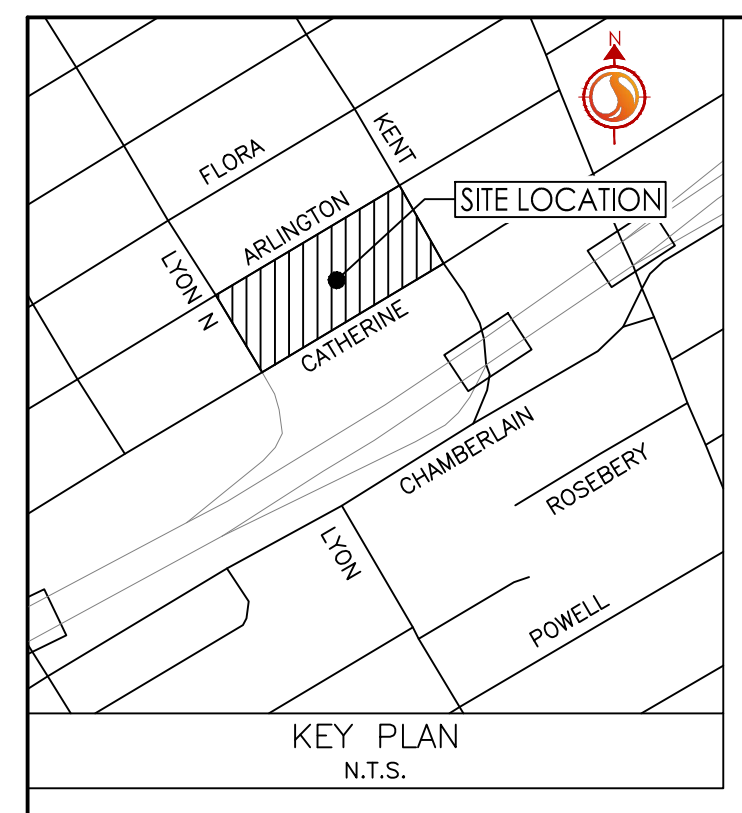 N
KENT
FLORA
SITE LOCATION
ARLINGTON
LYON N
CATHERINE
CHAMBERLAIN
ROSEBERY
LYON
POWELL
KEY PLAN
N.T.S.